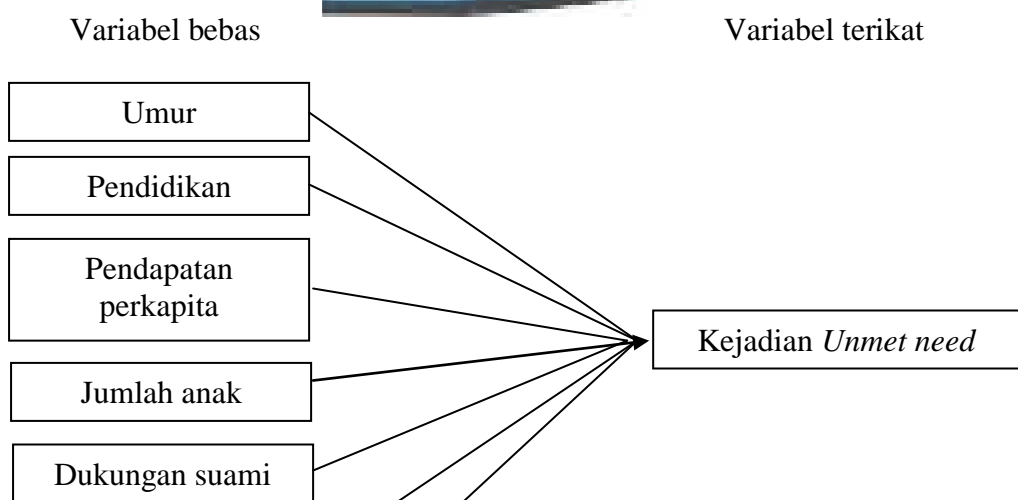 Variabel bebas
Variabel terikat
Umur
Pendidikan
Pendapatan
perkapita
Kejadian Unmet need
Jumlah anak
Dukungan suami